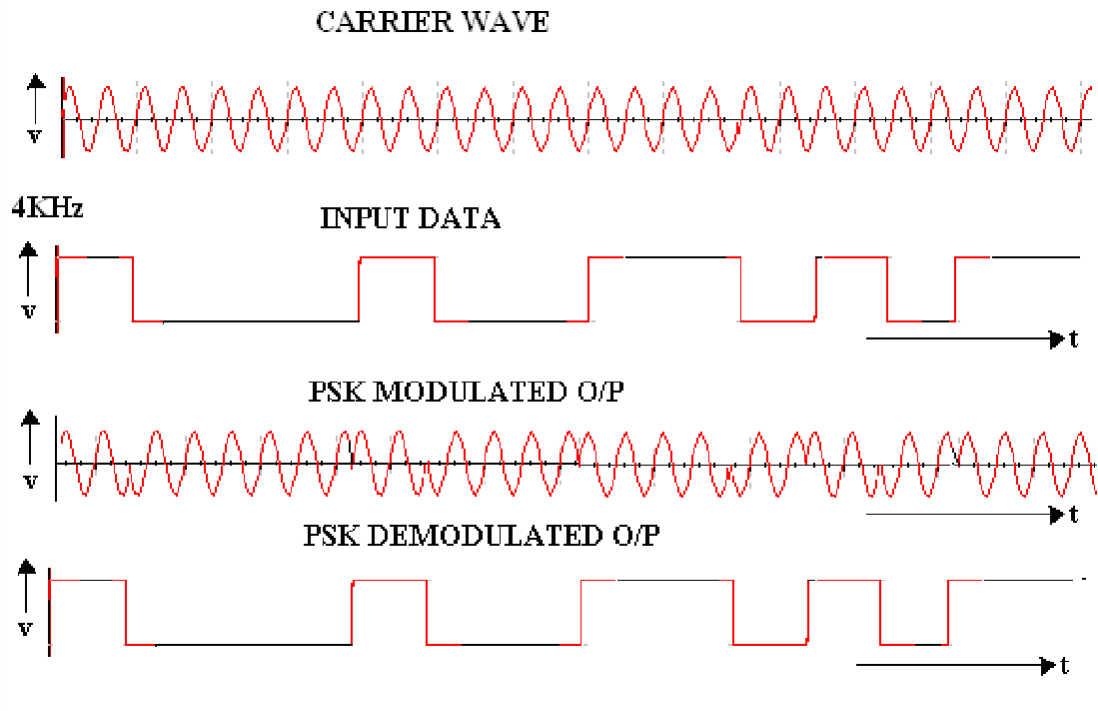 CARRIER WAVE
v
4KHz
INPUT DATA
v
t
PSK MODULATED O/P
v
t
PSK DEMODULATED O/P
v
t